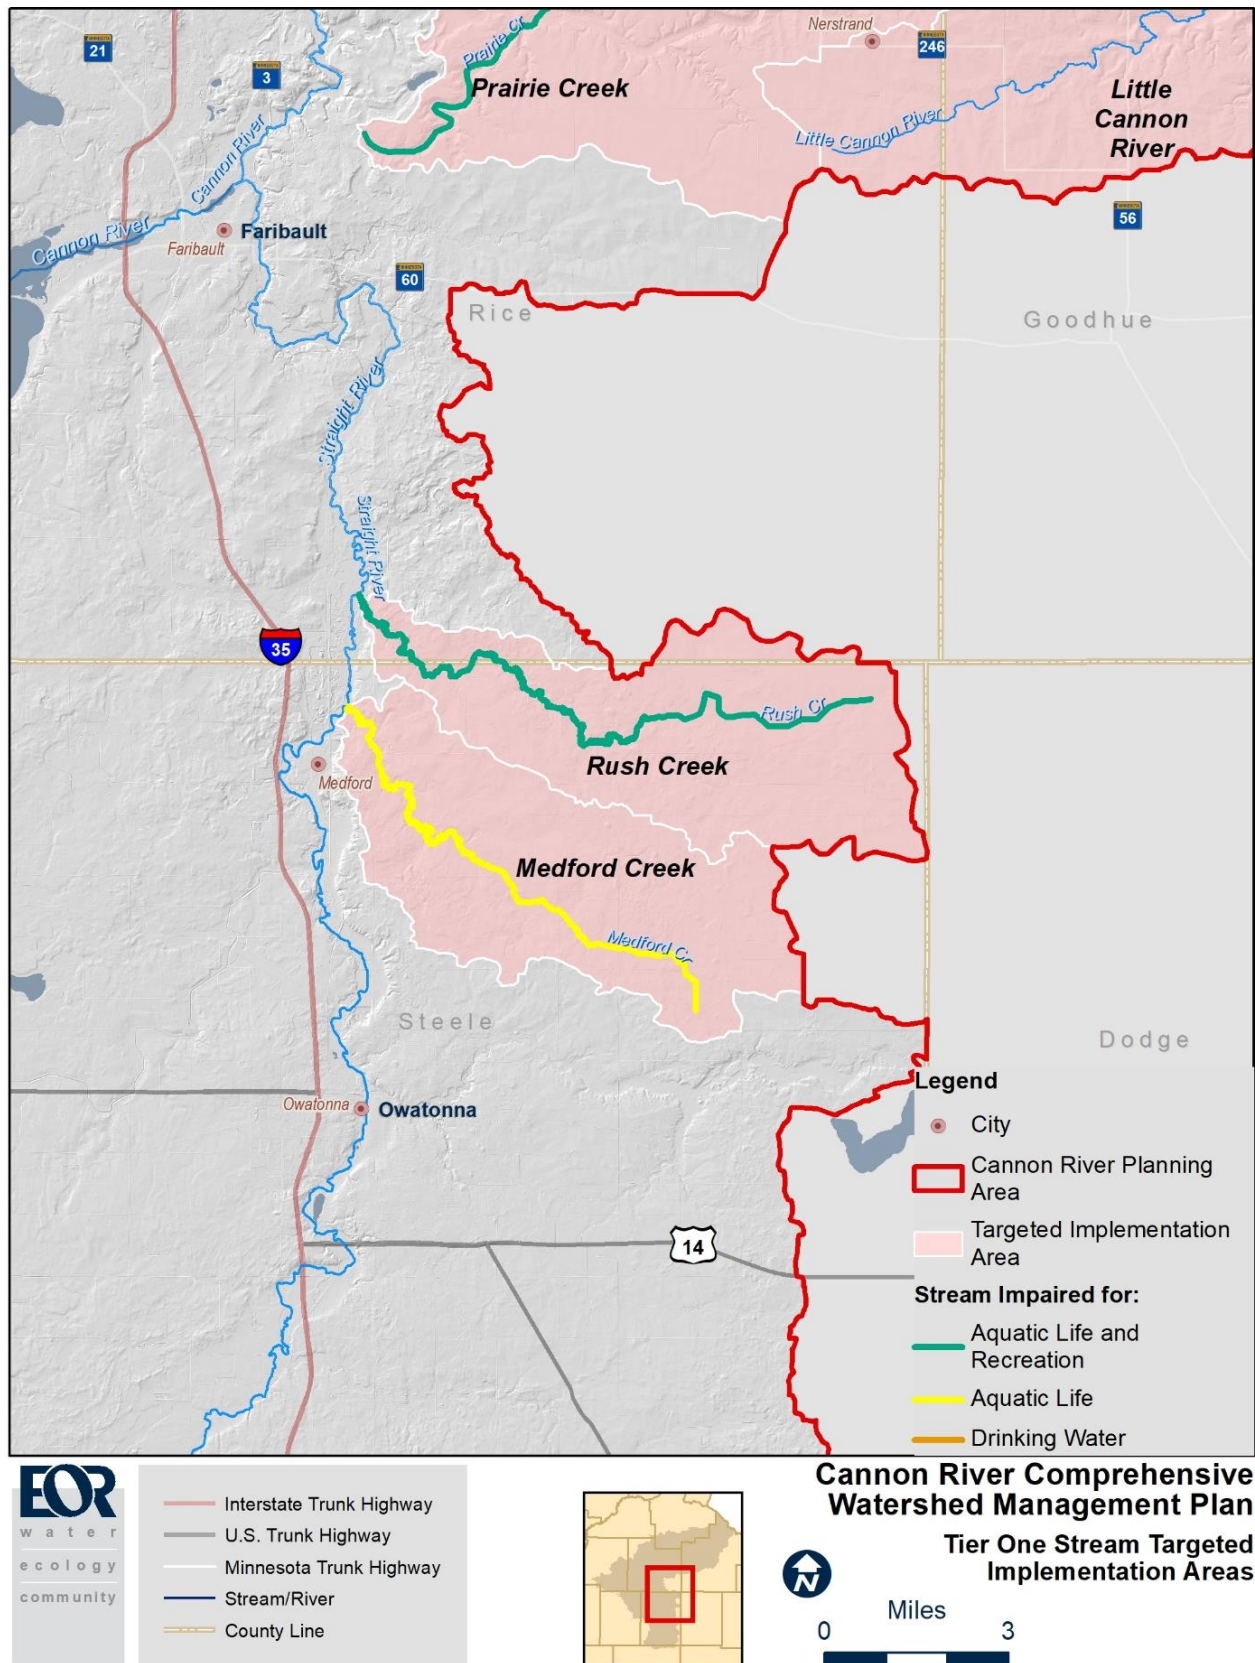 21
3
Prairie Cr
Prairie Creek
Nerstrand
246
Little
Cannon
River
Little Cannon River
Cannon River
Cannon River
Faribault
Faribault
60
56
Rice
Goodhue
Straight River
Straight River
35
Rush Cr
Rush Creek
Medford
Medford Creek
Medford Cr
Steele
Dodge
Owatonna
Owatonna
14
Legend
City
Cannon River Planning
Area
Targeted Implementation
Area
Stream Impaired for:
Aquatic Life and
Recreation
Aquatic Life
Drinking Water
EOR
water
ecology
community
Interstate Trunk Highway
U.S. Trunk Highway
Minnesota Trunk Highway
Stream/River
County Line
Cannon River Comprehensive
Watershed Management Plan
Tier One Stream Targeted
Implementation Areas
N
Miles
0 3